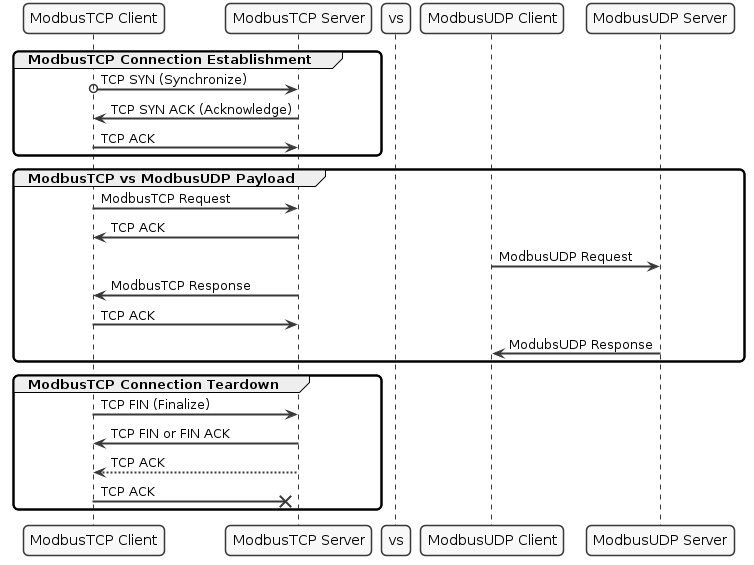 ModbusTCP Client
ModbusTCP Server
vs
ModbusUDP Client
ModbusUDP Server
ModbusTCP Connection Establishment
TCP SYN (Synchronize)
TCP SYN ACK (Acknowledge)
TCP ACK
ModbusTCP vs ModbusUDP Payload
ModbusTCP Request
TCP ACK
ModbusUDP Request
ModbusTCP Response
TCP ACK
ModubsUDP Response
ModbusTCP Connection Teardown
TCP FIN (Finalize)
TCP FIN or FIN ACK
TCP ACK
TCP ACK
ModbusTCP Client
ModbusTCP Server
vs
ModbusUDP Client
ModbusUDP Server